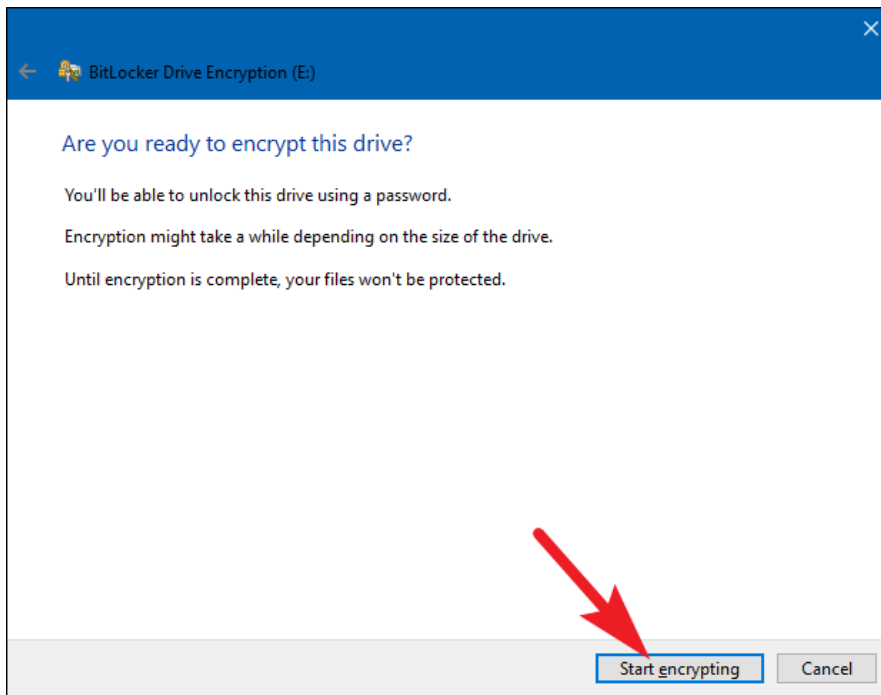 BitLocker Drive Encryption (E:)
Are you ready to encrypt this drive?
You'll be able to unlock this drive using a password.
Encryption might take a while depending on the size of the drive.
Until encryption is complete, your files won't be protected.
Start encrypting
Cancel